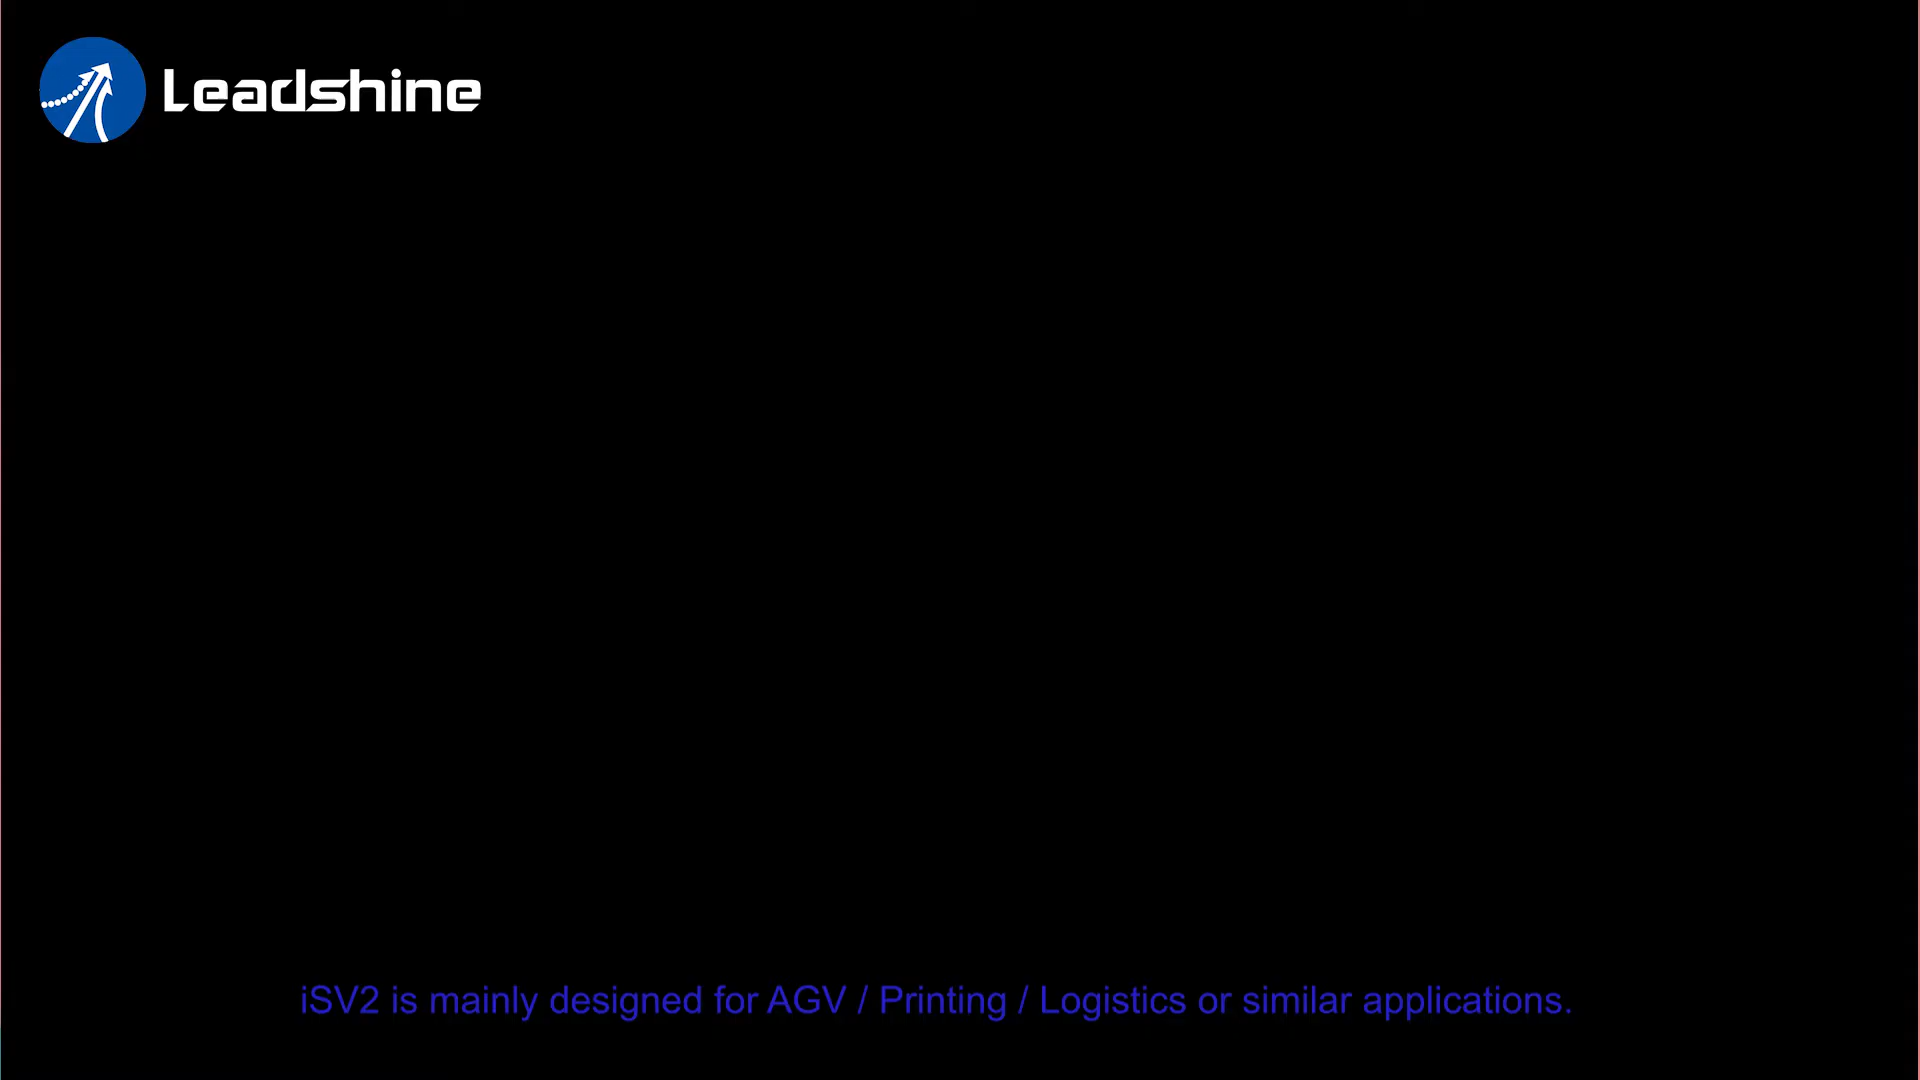 Leadshine
iSV2 is mainly designed for AGV / Printing / Logistics or similar applications.